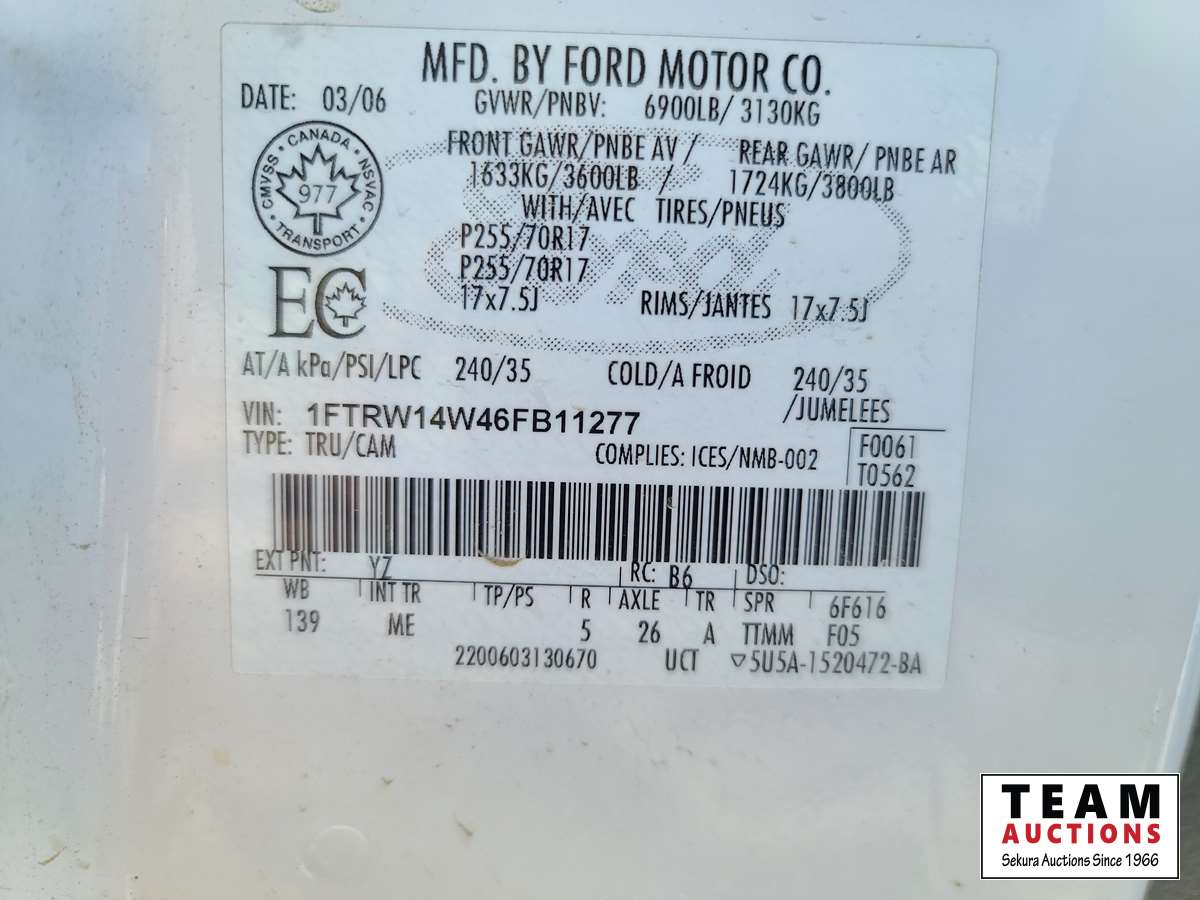 MFD. BY FORD MOTOR CO.
DATE: 03/06
GVWR/PNBV: 6900LB/ 3130KG
FRONT GAWR/PNBE AV / REAR GAWR/ PNBE AR
1633KG/3600LB / 1724KG/3800LB
WITH/AVEC TIRES/PNEUS
P255/70R17
P255/70R17
17x7.5J RIMS/JANTES 17x7.5J
CANADA
CMVSS NSVAC
977
TRANSPORT
EC
AT/A kPa/PSI/LPC 240/35 COLD/A FROID 240/35
/JUMELEES
VIN: 1FTRW14W46FB11277
TYPE: TRU/CAM COMPLIES: ICES/NMB-002
F0061
T0562
EXT PNT: YZ RC: B6 DSO:
WB INT TR TP/PS R AXLE TR SPR 6F616
139 ME 5 26 A TTMM F05
2200603130670 UCT ▽5U5A-1520472-BA
TEAM
AUCTIONS
Sekura Auctions Since 1966